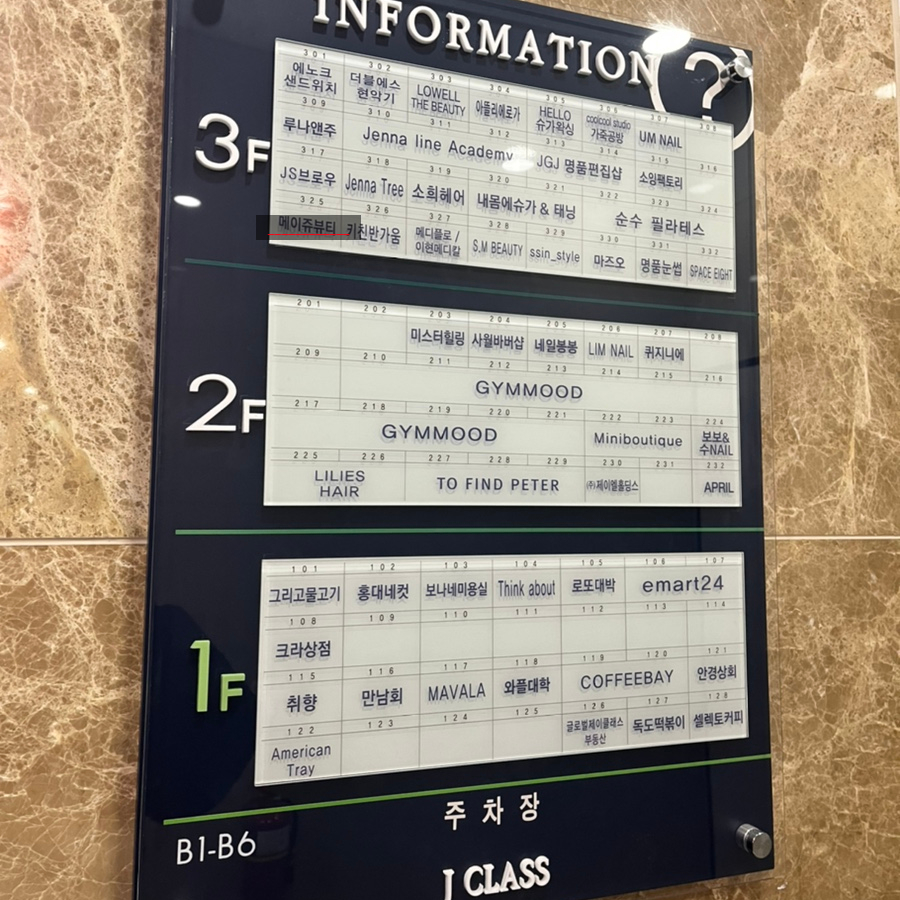 INFORMATION
?
3F
301 302 303 304 305 306 307 308
에노크 샌드위치 더블에스 현악기 LOWELL THE BEAUTY 아뜰리에로가 HELLO 슈가왁싱 coolcool studio 가죽공방 UM NAIL
309 310 311 312 313 314 315 316
루나앤주 Jenna line Academy JGJ 명품편집샵 소잉팩토리
317 318 319 320 321 322 323 324
JS브로우 Jenna Tree 소희헤어 내몸에슈가 & 태닝 순수 필라테스
325 326 327 328 329 330 331 332
메이쥬뷰티 키친반가움 메디플로 / 이현메디칼 S.M BEAUTY ssin_style 마즈오 명품눈썹 SPACE EIGHT
2F
201 202 203 204 205 206 207 208
미스터힐링 사월바버샵 네일봉봉 LIM NAIL 퀴지니에
209 210 211 212 213 214 215 216
GYMMOOD
217 218 219 220 221 222 223 224
GYMMOOD Miniboutique 보보& 수NAIL
225 226 227 228 229 230 231 232
LILIES HAIR TO FIND PETER ㈜제이엘홀딩스 APRIL
1F
101 102 103 104 105 106 107
그리고물고기 홍대네컷 보나네미용실 Think about 로또대박 emart24
108 109 110 111 112 113 114
크라상점
115 116 117 118 119 120 121
취향 만남회 MAVALA 와플대학 COFFEEBAY 안경상회
122 123 124 125 126 127 128
American Tray 글로벌제이클래스 부동산 독도떡볶이 셀렉토커피
B1-B6 주차장
J CLASS